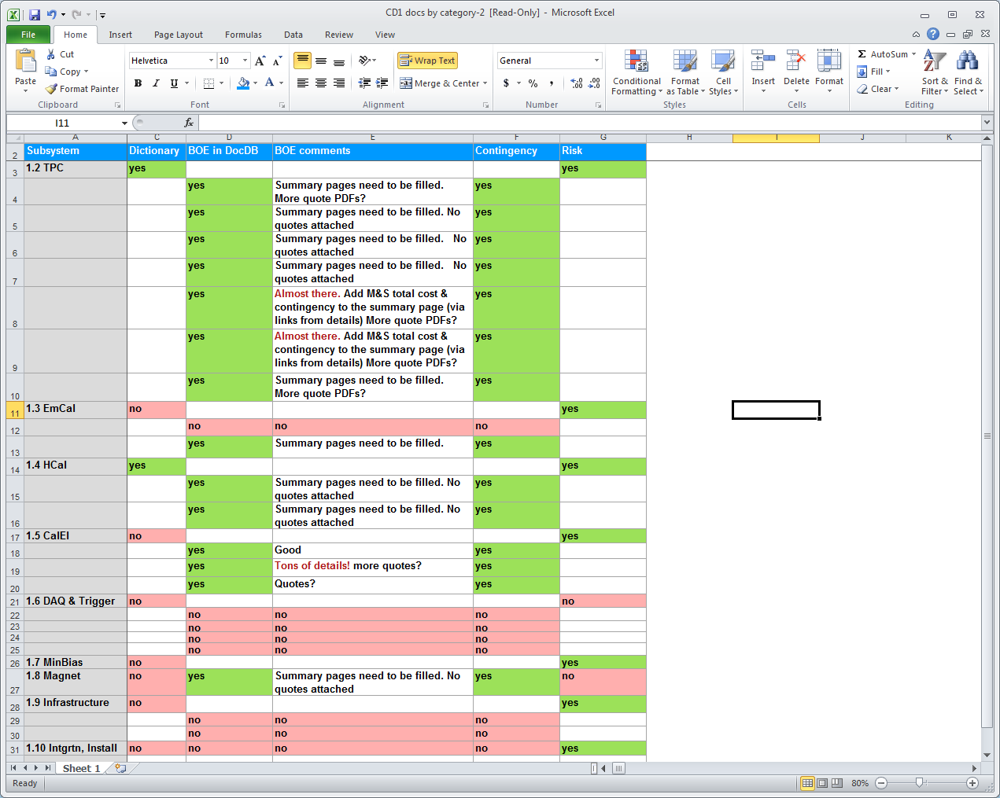 CD1 docs by category-2 [Read-Only] - Microsoft Excel
File Home Insert Page Layout Formulas Data Review View
Paste
Cut
Copy
Format Painter
Clipboard
Helvetica 10
B I U
Font
Wrap Text
Merge & Center
Alignment
General
$ % ,
Number
Conditional Formatting
Format as Table
Cell Styles
Styles
Insert Delete Format
Cells
Σ AutoSum
Fill
Clear
Sort & Filter
Find & Select
Editing
I11 fx
A C D E F G H I J K
2 Subsystem Dictionary BOE in DocDB BOE comments Contingency Risk
3 1.2 TPC yes yes
4 yes Summary pages need to be filled. yes
More quote PDFs?
5 yes Summary pages need to be filled. No yes
quotes attached
6 yes Summary pages need to be filled. No yes
quotes attached
7 yes Summary pages need to be filled. No yes
quotes attached
8 yes Almost there. Add M&S total cost & yes
contingency to the summary page (via
links from details) More quote PDFs?
9 yes Almost there. Add M&S total cost & yes
contingency to the summary page (via
links from details) More quote PDFs?
10 yes Summary pages need to be filled. yes
More quote PDFs?
11 1.3 EmCal no yes
12 no no no
13 yes Summary pages need to be filled. yes
14 1.4 HCal yes yes
15 yes Summary pages need to be filled. No yes
quotes attached
16 yes Summary pages need to be filled. No yes
quotes attached
17 1.5 CalEl no yes
18 yes Good yes
19 yes Tons of details! more quotes? yes
20 yes Quotes? yes
21 1.6 DAQ & Trigger no no
22 no no no
23 no no no
24 no no no
25 no no no
26 1.7 MinBias no yes
27 1.8 Magnet no yes Summary pages need to be filled. No yes no
quotes attached
28 1.9 Infrastructure no yes
29 no no no
30 no no no
31 1.10 Intgrtn, Install no no no no yes
Sheet 1
Ready 80%